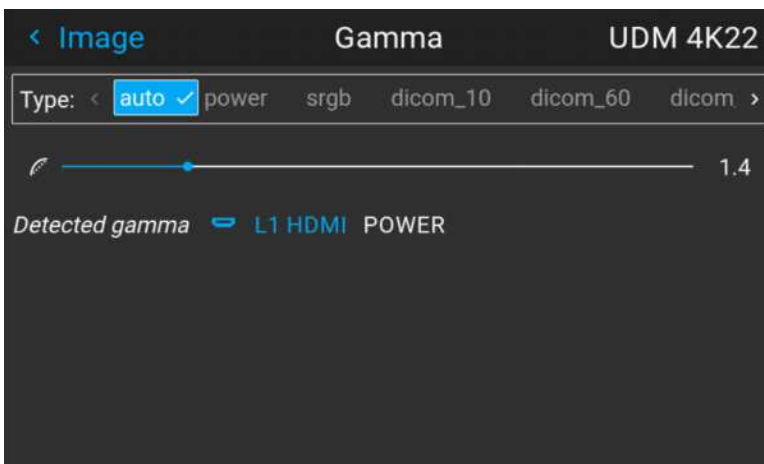 Image Gamma UDM 4K22
Type: auto power srgb dicom_10 dicom_60 dicom
1.4
Detected gamma L1 HDMI POWER